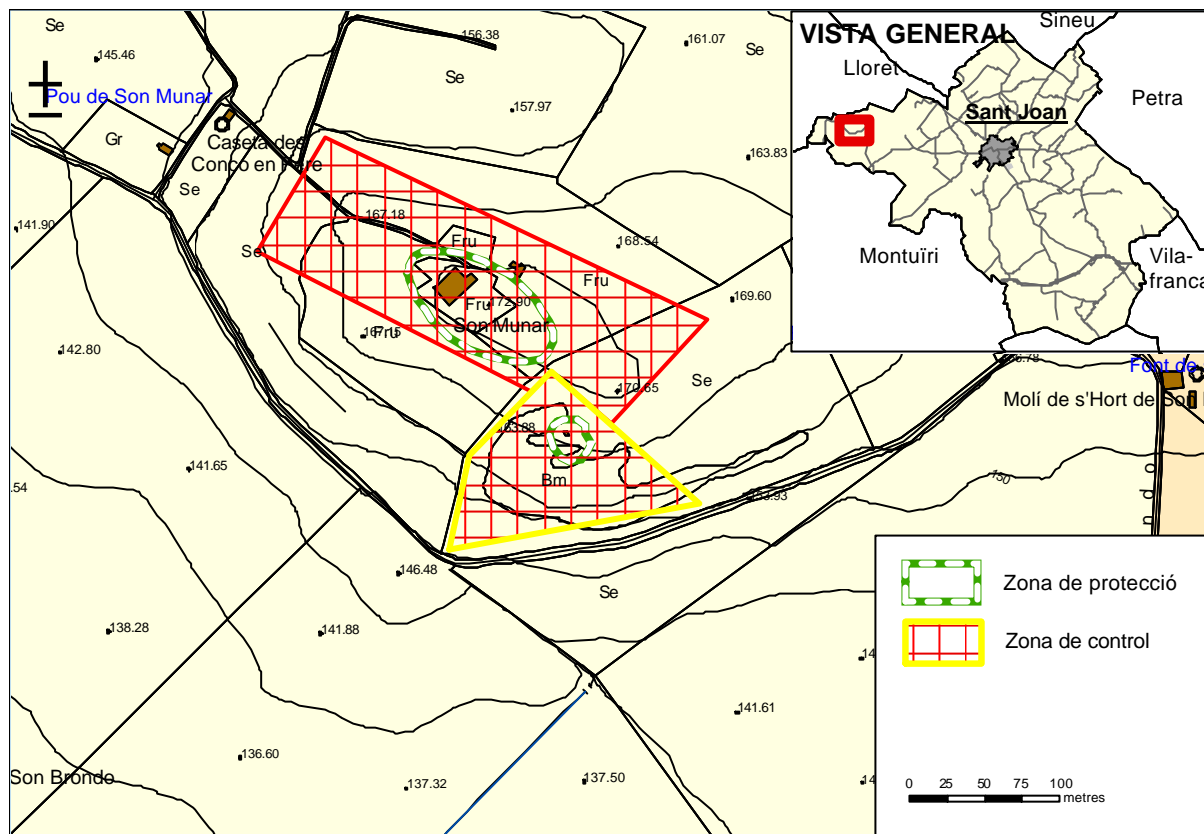 Se
156.38
161.07
Se
145.46
Se
157.97
Pou de Son Munar
Gr
Caseta des
Conco en Pere
Se
163.83
141.90
167.18
Se
Fru
168.54
Fru
Fru
172.90
169.60
Fru
Son Munar
142.80
170.65
Se
163.88
141.65
Bm
153.93
150
.54
146.48
Se
138.28
141.88
141.61
136.60
Son Brondo
137.32
137.50
VISTA GENERAL
Sineu
Lloret
Petra
Sant Joan
Montuïri
Vila-
franca
Font de
Molí de s'Hort de Son
n d o
Zona de protecció
Zona de control
0 25 50 75 100
metres